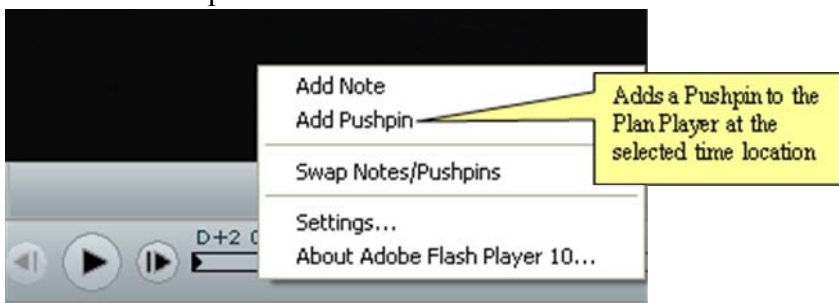 Add Note
Add Pushpin
Swap Notes/Pushpins
Settings...
About Adobe Flash Player 10...
Adds a Pushpin to the
Plan Player at the
selected time location
D+2